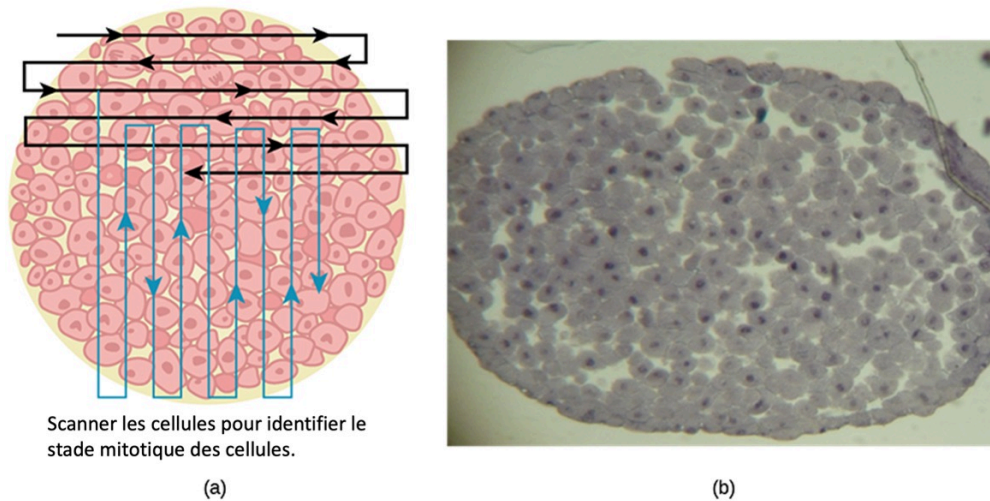 Scanner les cellules pour identifier le
stade mitotique des cellules.
(a)
(b)